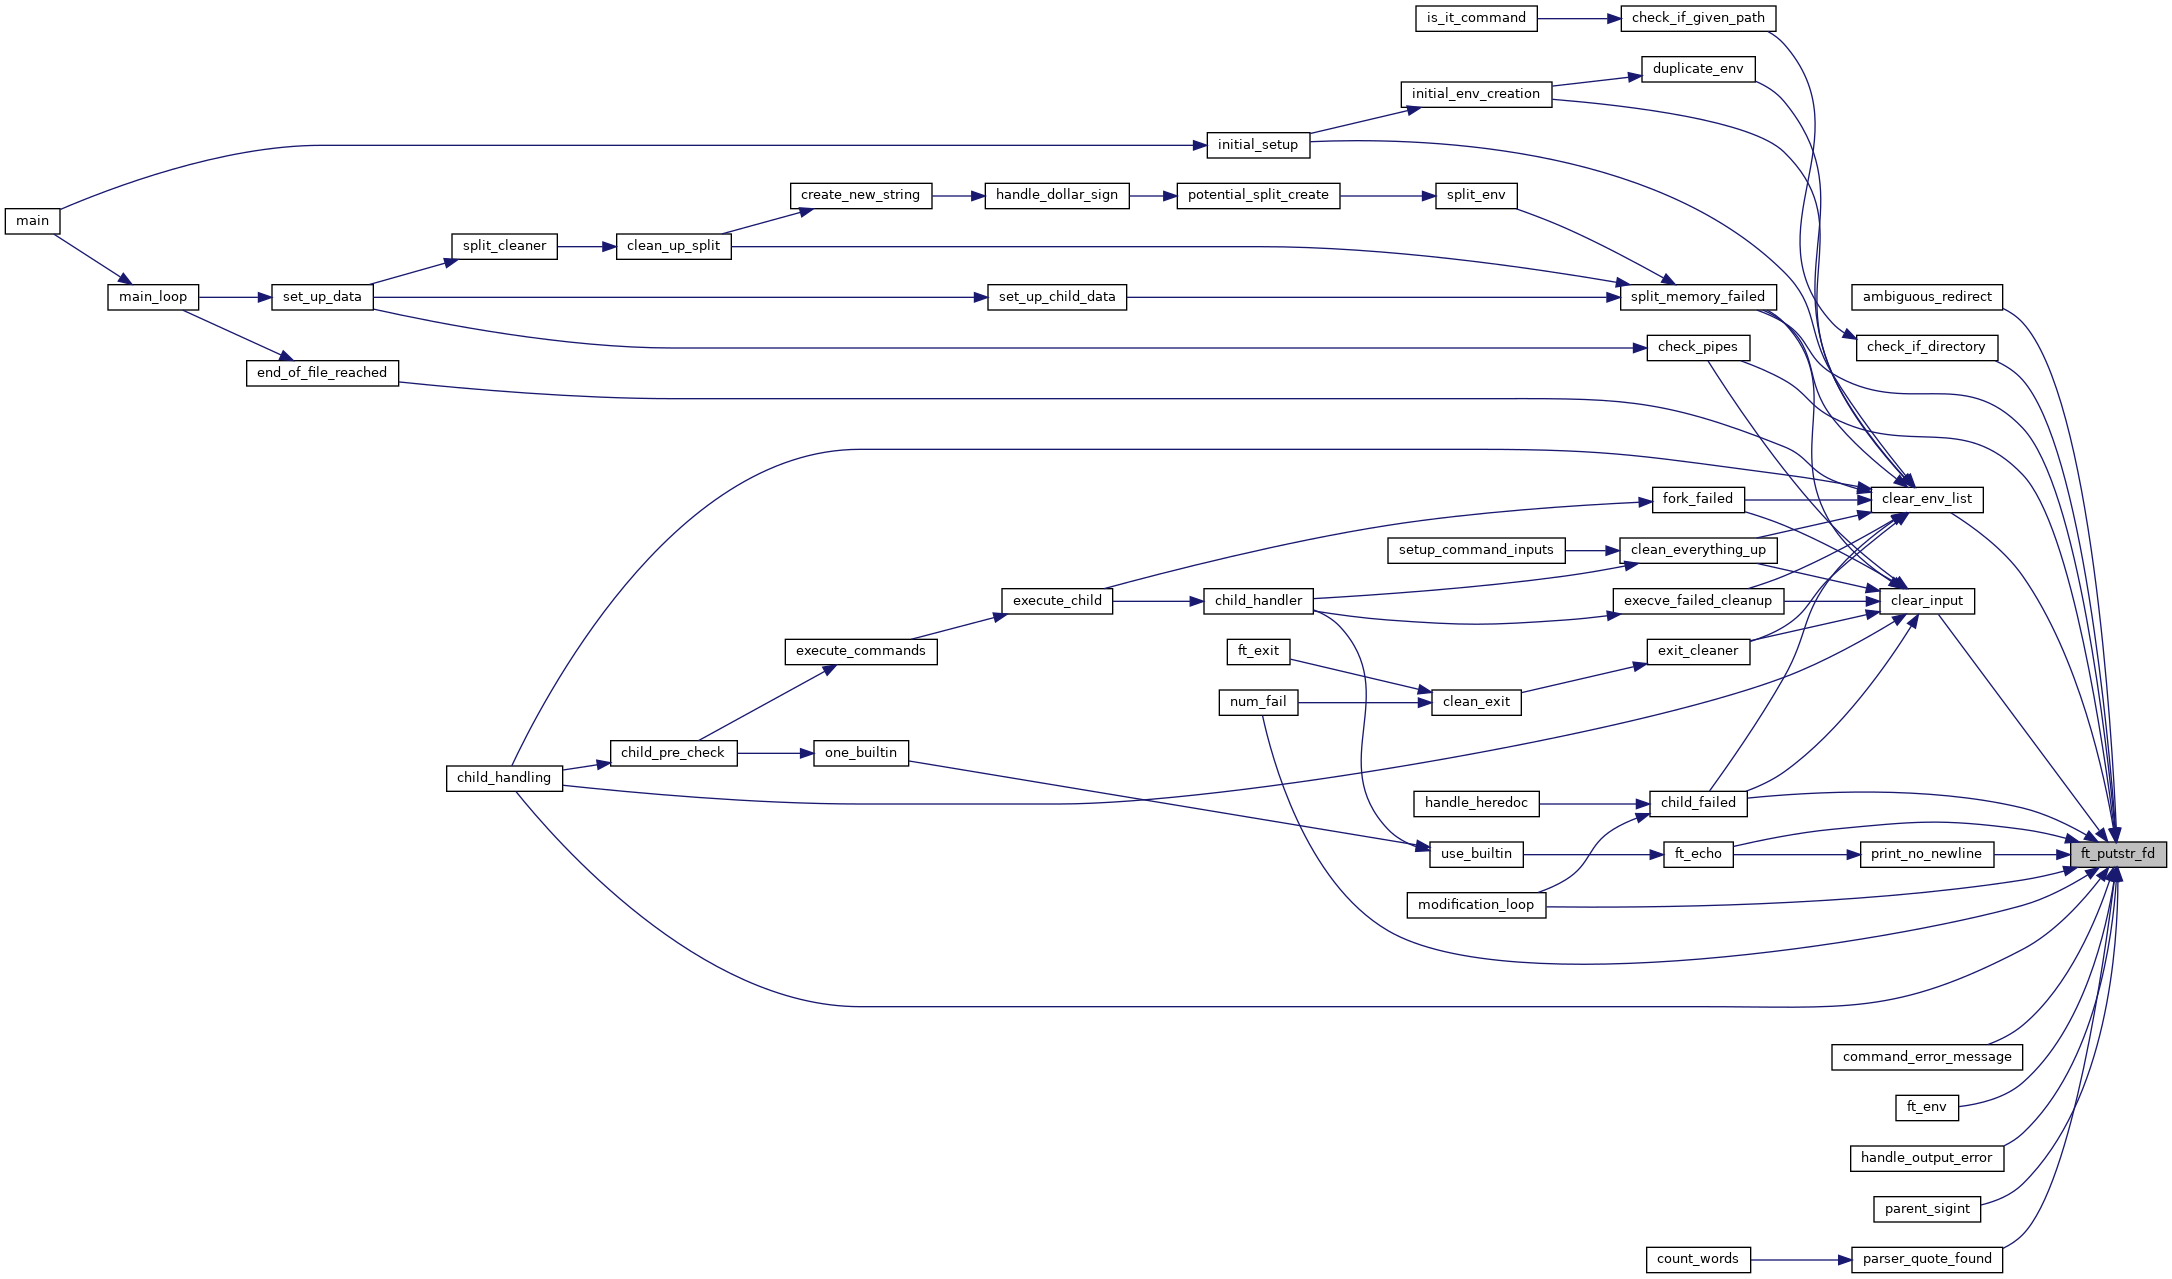 is_it_command
check_if_given_path
duplicate_env
initial_env_creation
initial_setup
create_new_string
handle_dollar_sign
potential_split_create
split_env
main
split_cleaner
clean_up_split
main_loop
set_up_data
set_up_child_data
split_memory_failed
ambiguous_redirect
check_pipes
check_if_directory
end_of_file_reached
fork_failed
clear_env_list
setup_command_inputs
clean_everything_up
execute_child
child_handler
execve_failed_cleanup
clear_input
execute_commands
ft_exit
exit_cleaner
num_fail
clean_exit
child_pre_check
one_builtin
child_handling
handle_heredoc
child_failed
use_builtin
ft_echo
print_no_newline
ft_putstr_fd
modification_loop
command_error_message
ft_env
handle_output_error
parent_sigint
count_words
parser_quote_found